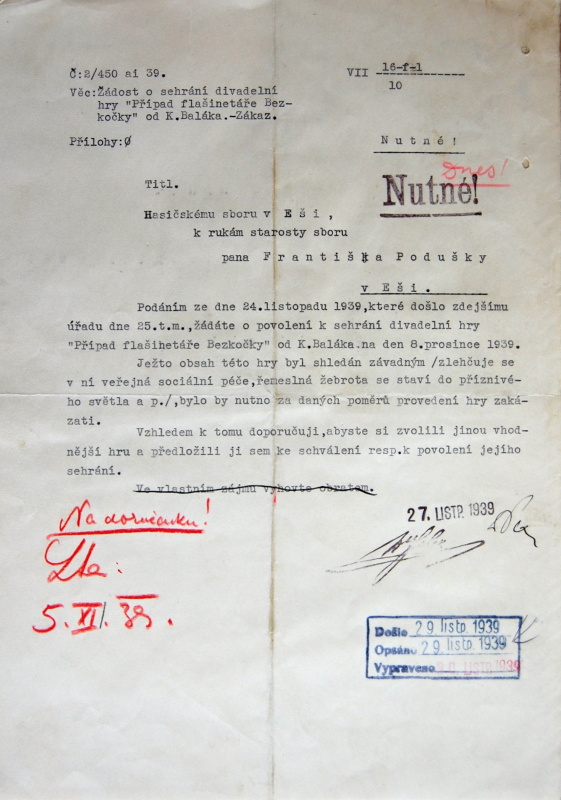 Č:2/450 ai 39.
VII 16-f-1
10
Věc:Žádost o sehrání divadelní
hry "Případ flašinetáře Bez-
kočky" od K.Baláka.-Zákaz.
Přílohy:Ø
Nutné!
Dnes!
Nutné!
Titl.
Hasičskému sboru v Eši,
k rukám starosty sboru
pana Františka Podušky
v Eši.
Podáním ze dne 24.listopadu 1939,které došlo zdejšímu
úřadu dne 25.t.m.,žádáte o povolení k sehrání divadelní hry
"Případ flašinetáře Bezkočky" od K.Baláka.na den 8.prosince 1939.
Ježto obsah této hry byl shledán závadným /zlehčuje se
v ní veřejná sociální péče,řemeslná žebrota se staví do příznivé-
ho světla a p./,bylo by nutno za daných poměrů provedení hry zaká-
zati.
Vzhledem k tomu doporučuji,abyste si zvolili jinou vhod-
nější hru a předložili ji sem ke schválení resp.k povolení jejího
sehrání.
Ve vlastním zájmu vyhovte obratem.
27. LISTP. 1939
Na doručenku!
Lta:
5. XII. 39.
Došlo 29 listp. 1939
Opsáno 29 listp. 1939
Vypraveno LISTP. 1939